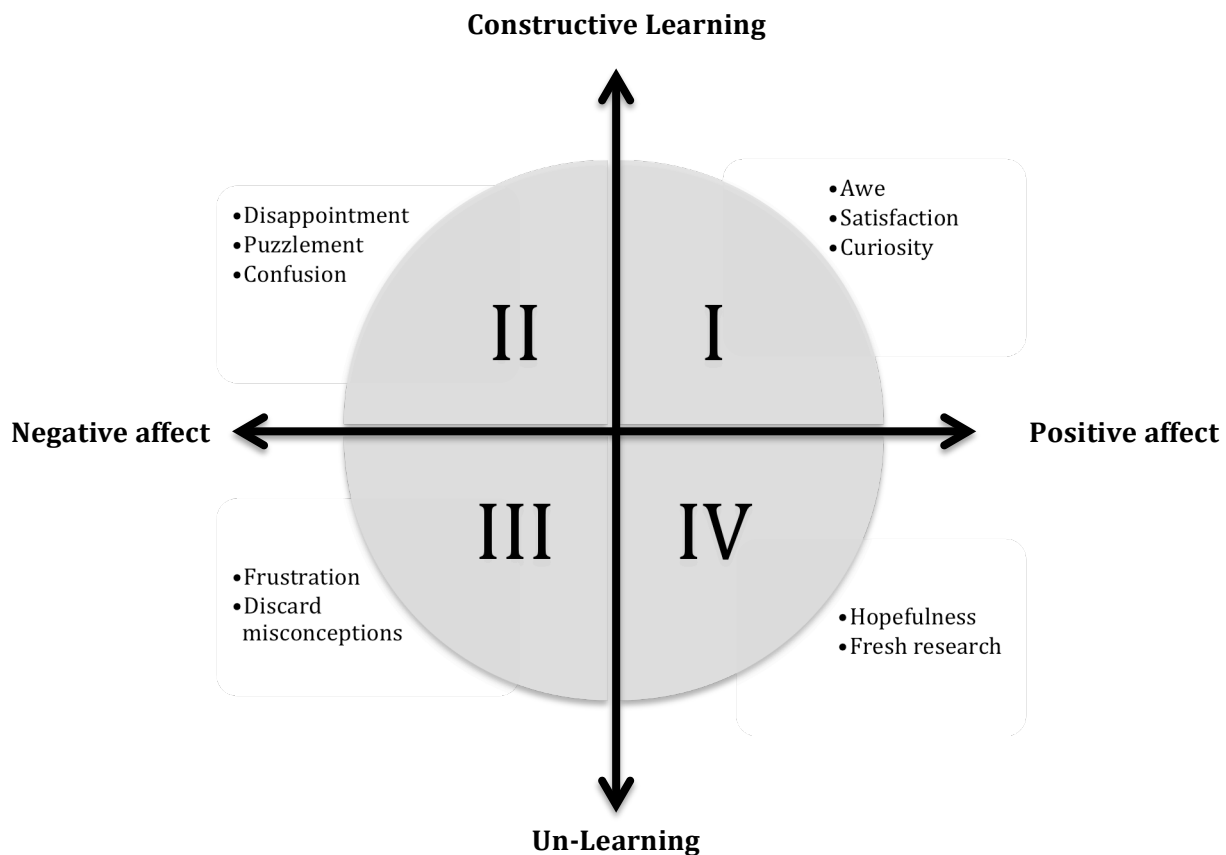 Constructive Learning
•Disappointment
•Puzzlement
•Confusion
•Awe
•Satisfaction
•Curiosity
II
I
Negative affect
Positive affect
III
IV
•Frustration
•Discard
misconceptions
•Hopefulness
•Fresh research
Un-Learning